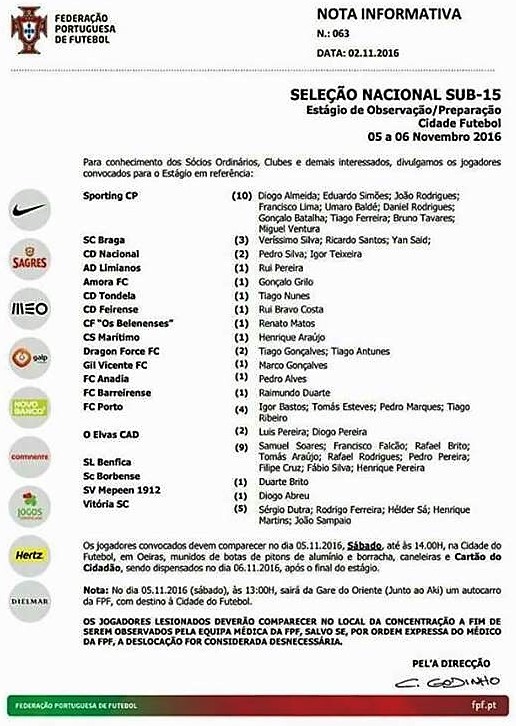 FEDERAÇÃO
PORTUGUESA
DE FUTEBOL
NOTA INFORMATIVA
N.: 063
DATA: 02.11.2016
SELEÇÃO NACIONAL SUB-15
Estágio de Observação/Preparação
Cidade Futebol
05 a 06 Novembro 2016
Para conhecimento dos Sócios Ordinários, Clubes e demais interessados, divulgamos os jogadores
convocados para o Estágio em referência:
Sporting CP (10) Diogo Almeida; Eduardo Simões; João Rodrigues;
Francisco Lima; Umaro Baldé; Daniel Rodrigues;
Gonçalo Batalha; Tiago Ferreira; Bruno Tavares;
Miguel Ventura
SC Braga (3) Veríssimo Silva; Ricardo Santos; Yan Said;
CD Nacional (2) Pedro Silva; Igor Teixeira
AD Limianos (1) Rui Pereira
Amora FC (1) Gonçalo Grilo
CD Tondela (1) Tiago Nunes
CD Feirense (1) Rui Bravo Costa
CF "Os Belenenses" (1) Renato Matos
CS Marítimo (1) Henrique Araújo
Dragon Force FC (2) Tiago Gonçalves; Tiago Antunes
Gil Vicente FC (1) Marco Gonçalves
FC Anadia (1) Pedro Alves
FC Barreirense (1) Raimundo Duarte
FC Porto (4) Igor Bastos; Tomás Esteves; Pedro Marques; Tiago
Ribeiro
O Elvas CAD (2) Luis Pereira; Diogo Pereira
(9) Samuel Soares; Francisco Falcão; Rafael Brito;
Tomás Araújo; Rafael Rodrigues; Pedro Pereira;
SL Benfica Filipe Cruz; Fábio Silva; Henrique Pereira
Sc Borbense (1) Duarte Brito
SV Mepeen 1912 (1) Diogo Abreu
Vitória SC (5) Sérgio Dutra; Rodrigo Ferreira; Hélder Sá; Henrique
Martins; João Sampaio
SAGRES
MEO
galp
NOVO
BANCO
CONTINENTE
JOGOS
Hertz
DIELMAR
Os jogadores convocados devem comparecer no dia 05.11.2016, Sábado, até às 14.00H, na Cidade do
Futebol, em Oeiras, munidos de botas de pitons de alumínio e borracha, caneleiras e Cartão do
Cidadão, sendo dispensados no dia 06.11.2016, após o final do estágio.
Nota: No dia 05.11.2016 (sábado), às 13:00H, sairá da Gare do Oriente (Junto ao Aki) um autocarro
da FPF, com destino à Cidade do Futebol.
OS JOGADORES LESIONADOS DEVERÃO COMPARECER NO LOCAL DA CONCENTRAÇÃO A FIM DE
SEREM OBSERVADOS PELA EQUIPA MÉDICA DA FPF, SALVO SE, POR ORDEM EXPRESSA DO MÉDICO
DA FPF, A DESLOCAÇÃO FOR CONSIDERADA DESNECESSÁRIA.
PEL'A DIRECÇÃO
C. GODINHO
FEDERAÇÃO PORTUGUESA DE FUTEBOL
fpf.pt